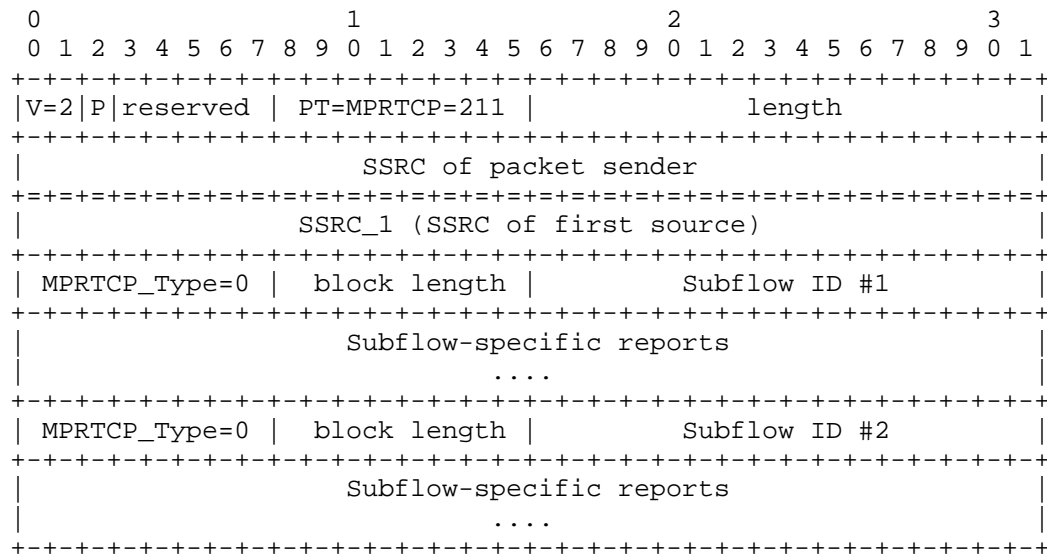 0                   1                   2                   3
 0 1 2 3 4 5 6 7 8 9 0 1 2 3 4 5 6 7 8 9 0 1 2 3 4 5 6 7 8 9 0 1
+-+-+-+-+-+-+-+-+-+-+-+-+-+-+-+-+-+-+-+-+-+-+-+-+-+-+-+-+-+-+-+-+
|V=2|P|reserved | PT=MPRTCP=211 |             length            |
+-+-+-+-+-+-+-+-+-+-+-+-+-+-+-+-+-+-+-+-+-+-+-+-+-+-+-+-+-+-+-+-+
|                     SSRC of packet sender                     |
+=+=+=+=+=+=+=+=+=+=+=+=+=+=+=+=+=+=+=+=+=+=+=+=+=+=+=+=+=+=+=+=+
|                 SSRC_1 (SSRC of first source)                 |
+-+-+-+-+-+-+-+-+-+-+-+-+-+-+-+-+-+-+-+-+-+-+-+-+-+-+-+-+-+-+-+-+
| MPRTCP_Type=0 |  block length |         Subflow ID #1         |
+-+-+-+-+-+-+-+-+-+-+-+-+-+-+-+-+-+-+-+-+-+-+-+-+-+-+-+-+-+-+-+-+
|                    Subflow-specific reports                   |
|                             ....                              |
+-+-+-+-+-+-+-+-+-+-+-+-+-+-+-+-+-+-+-+-+-+-+-+-+-+-+-+-+-+-+-+-+
| MPRTCP_Type=0 |  block length |         Subflow ID #2         |
+-+-+-+-+-+-+-+-+-+-+-+-+-+-+-+-+-+-+-+-+-+-+-+-+-+-+-+-+-+-+-+-+
|                    Subflow-specific reports                   |
|                             ....                              |
+-+-+-+-+-+-+-+-+-+-+-+-+-+-+-+-+-+-+-+-+-+-+-+-+-+-+-+-+-+-+-+-+